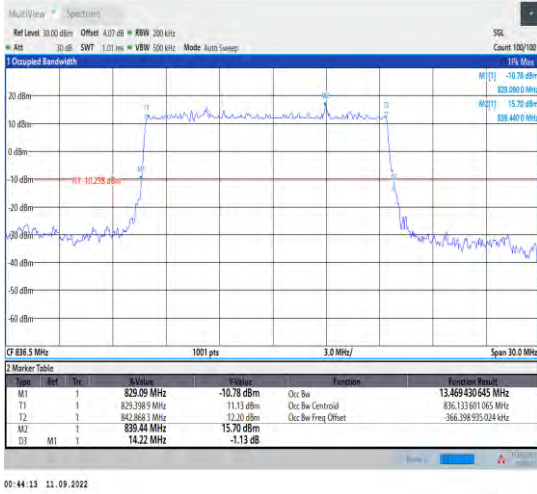 MultiView Spectrum
Ref Level 30.00 dBm Offset 4.07 dB RBW 200 kHz SGL
Att 30 dB SWT 1.01 ms VBW 500 kHz Mode Auto Sweep Count 100/100
1 Occupied Bandwidth 1Pk Max
M1[1] -10.78 dBm
829.0900 MHz
20 dBm M2[1] 15.70 dBm
839.4400 MHz
M2
T1 T2
10 dBm
0 dBm
M1
-10 dBm H1 -10.298 dBm
-20 dBm
-30 dBm
-40 dBm
-50 dBm
-60 dBm
CF 836.5 MHz 1001 pts 3.0 MHz/ Span 30.0 MHz
2 Marker Table
Type Ref Trc X-Value Y-Value Function Function Result
M1 1 829.09 MHz -10.78 dBm Occ Bw 13.469 430 645 MHz
T1 1 829.398 9 MHz 11.13 dBm Occ Bw Centroid 836.133 601 065 MHz
T2 1 842.868 3 MHz 12.20 dBm Occ Bw Freq Offset -366.398 935 024 kHz
M2 1 839.44 MHz 15.70 dBm
D3 M1 1 14.22 MHz -1.13 dB
00:44:13 11.09.2022